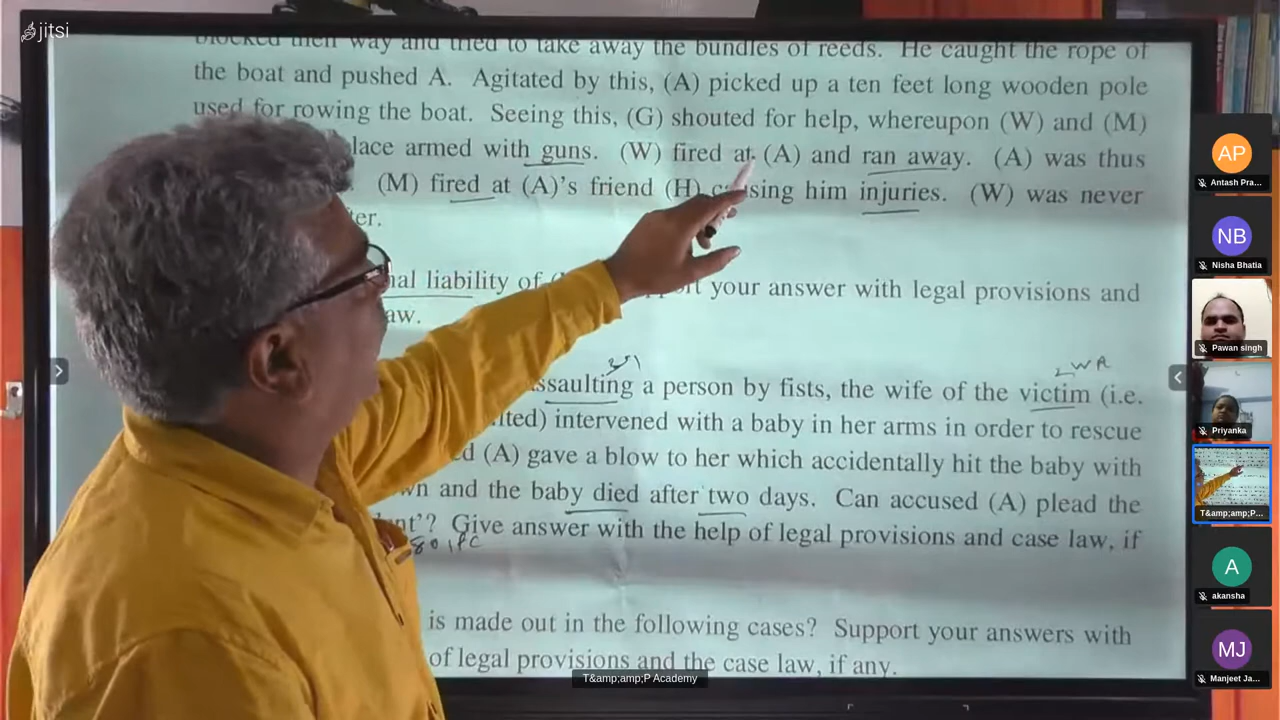 jitsi
blocked their way and tried to take away the bundles of reeds. He caught the rope of
the boat and pushed A. Agitated by this, (A) picked up a ten feet long wooden pole
used for rowing the boat. Seeing this, (G) shouted for help, whereupon (W) and (M)
lace armed with guns. (W) fired at (A) and ran away. (A) was thus
(M) fired at (A)'s friend (H) causing him injuries. (W) was never
ter.
nal liability of your answer with legal provisions and
aw.
WA
ssaulting a person by fists, the wife of the victim (i.e.
lted) intervened with a baby in her arms in order to rescue
ed (A) gave a blow to her which accidentally hit the baby with
wn and the baby died after two days. Can accused (A) plead the
ent'? Give answer with the help of legal provisions and case law, if
80 IPC
is made out in the following cases? Support your answers with
of legal provisions and the case law, if any.
T&amp;amp;P Academy
AP
Antash Pra...
NB
Nisha Bhatia
Pawan singh
Priyanka
T&amp;amp;P...
A
akansha
MJ
Manjeet Ja...